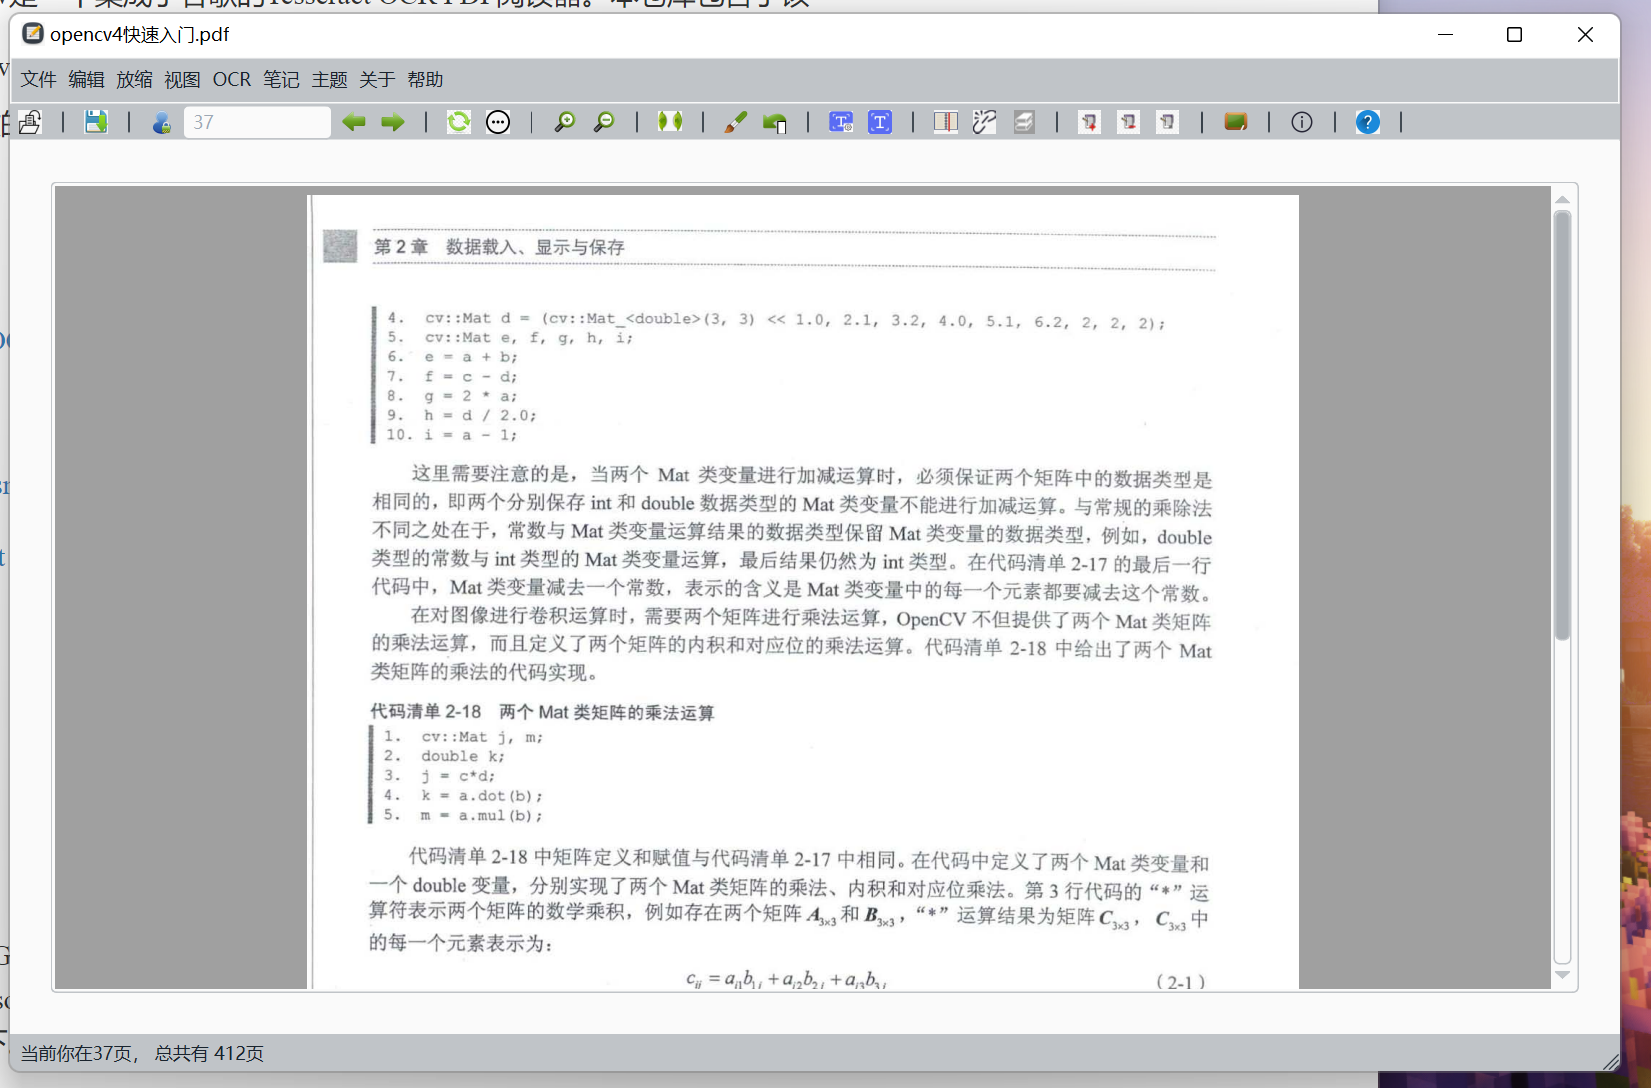 opencv4快速入门.pdf
文件 编辑 放缩 视图 OCR 笔记 主题 关于 帮助
37
第 2 章 数据载入、显示与保存
4. cv::Mat d = (cv::Mat_<double>(3, 3) << 1.0, 2.1, 3.2, 4.0, 5.1, 6.2, 2, 2, 2);
5. cv::Mat e, f, g, h, i;
6. e = a + b;
7. f = c - d;
8. g = 2 * a;
9. h = d / 2.0;
10. i = a - 1;
这里需要注意的是，当两个 Mat 类变量进行加减运算时，必须保证两个矩阵中的数据类型是
相同的，即两个分别保存 int 和 double 数据类型的 Mat 类变量不能进行加减运算。与常规的乘除法
不同之处在于，常数与 Mat 类变量运算结果的数据类型保留 Mat 类变量的数据类型，例如，double
类型的常数与 int 类型的 Mat 类变量运算，最后结果仍然为 int 类型。在代码清单 2-17 的最后一行
代码中，Mat 类变量减去一个常数，表示的含义是 Mat 类变量中的每一个元素都要减去这个常数。
在对图像进行卷积运算时，需要两个矩阵进行乘法运算，OpenCV 不但提供了两个 Mat 类矩阵
的乘法运算，而且定义了两个矩阵的内积和对应位的乘法运算。代码清单 2-18 中给出了两个 Mat
类矩阵的乘法的代码实现。
代码清单 2-18 两个 Mat 类矩阵的乘法运算
1. cv::Mat j, m;
2. double k;
3. j = c*d;
4. k = a.dot(b);
5. m = a.mul(b);
代码清单 2-18 中矩阵定义和赋值与代码清单 2-17 中相同。在代码中定义了两个 Mat 类变量和
一个 double 变量，分别实现了两个 Mat 类矩阵的乘法、内积和对应位乘法。第 3 行代码的“*”运
算符表示两个矩阵的数学乘积，例如存在两个矩阵 A₃ₓ₃ 和 B₃ₓ₃，“*”运算结果为矩阵 C₃ₓ₃，C₃ₓ₃ 中
的每一个元素表示为：
c_ij = a_i1 b_1j + a_i2 b_2j + a_i3 b_3j （2-1）
当前你在37页， 总共有 412页